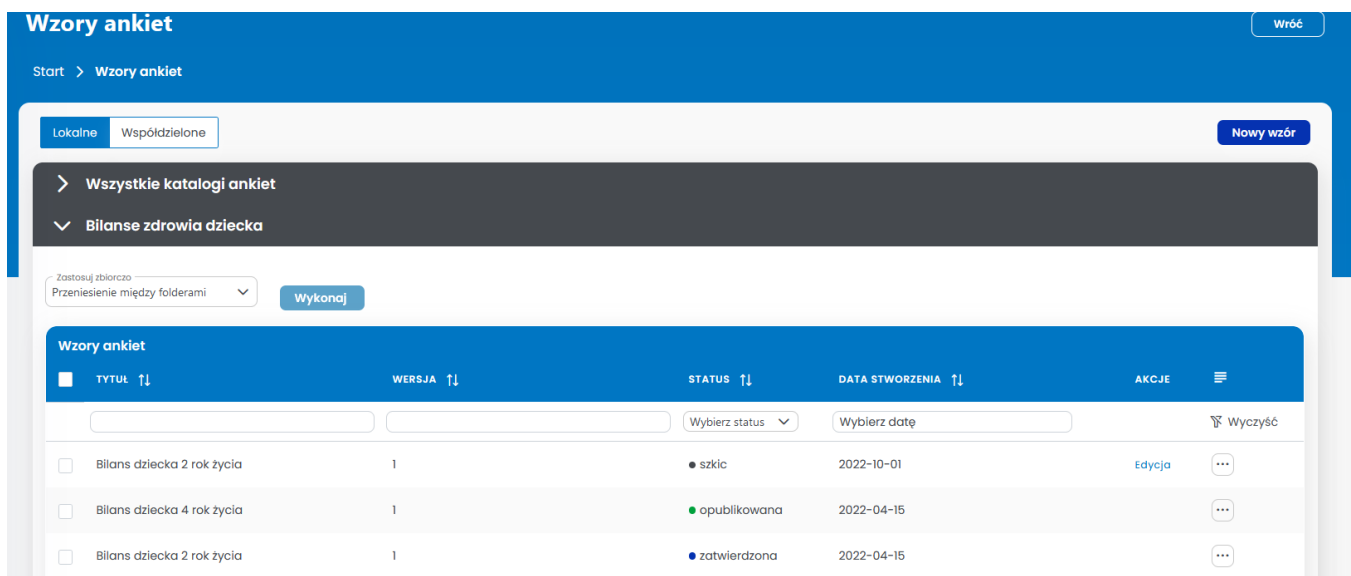 Wzory ankiet
Wróć
Start > Wzory ankiet
Lokalne Współdzielone
Nowy wzór
Wszystkie katalogi ankiet
Bilanse zdrowia dziecka
Zastosuj zbiorczo
Przeniesienie między folderami
Wykonaj
Wzory ankiet
TYTUŁ WERSJA STATUS DATA STWORZENIA AKCJE
Wybierz status Wybierz datę Wyczyść
Bilans dziecka 2 rok życia 1 szkic 2022-10-01 Edycja
Bilans dziecka 4 rok życia 1 opublikowana 2022-04-15
Bilans dziecka 2 rok życia 1 zatwierdzona 2022-04-15